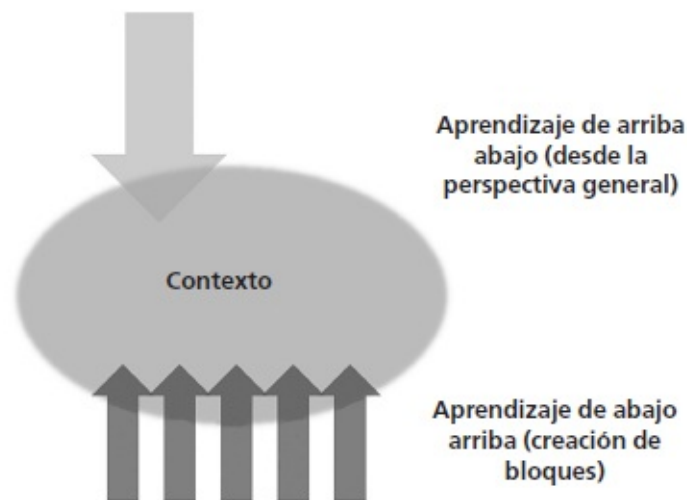 Aprendizaje de arriba
abajo (desde la
perspectiva general)
Contexto
Aprendizaje de abajo
arriba (creación de
bloques)